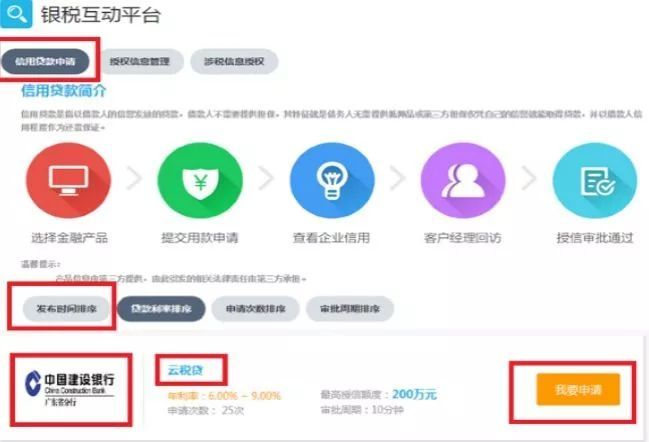 银税互动平台
信用贷款申请 授权信息管理 涉税信息授权
信用贷款简介
信用贷款是指以借款人的信誉发放的贷款，借款人不需要提供担保。其特征就是债务人无需提供抵押品或第三方担保仅凭自己的信誉就能取得贷款，并以借款人信
用程度作为还款保证。
选择金融产品 提交用款申请 查看企业信用 客户经理回访 授信审批通过
温馨提示：
产品信息由第三方提供，由此引发的相关法律责任由第三方承担。
发布时间排序 贷款利率排序 申请次数排序 审批周期排序
中国建设银行
China Construction Bank
广东省分行
云税贷
年利率：6.00% ~ 9.00% 最高授信额度：200万元
申请次数： 25次 审批周期：10分钟
我要申请